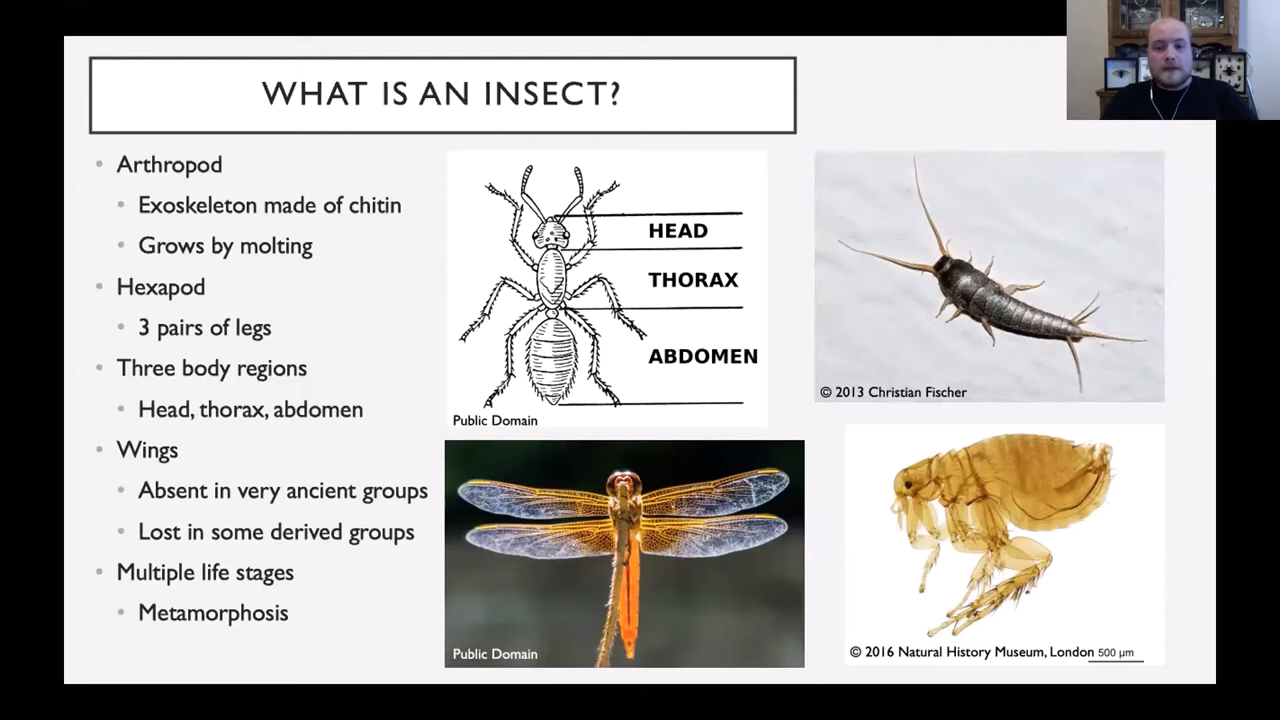 WHAT IS AN INSECT?
• Arthropod
• Exoskeleton made of chitin
• Grows by molting
• Hexapod
• 3 pairs of legs
• Three body regions
• Head, thorax, abdomen
• Wings
• Absent in very ancient groups
• Lost in some derived groups
• Multiple life stages
• Metamorphosis
HEAD
THORAX
ABDOMEN
Public Domain
© 2013 Christian Fischer
Public Domain
© 2016 Natural History Museum, London 500 µm